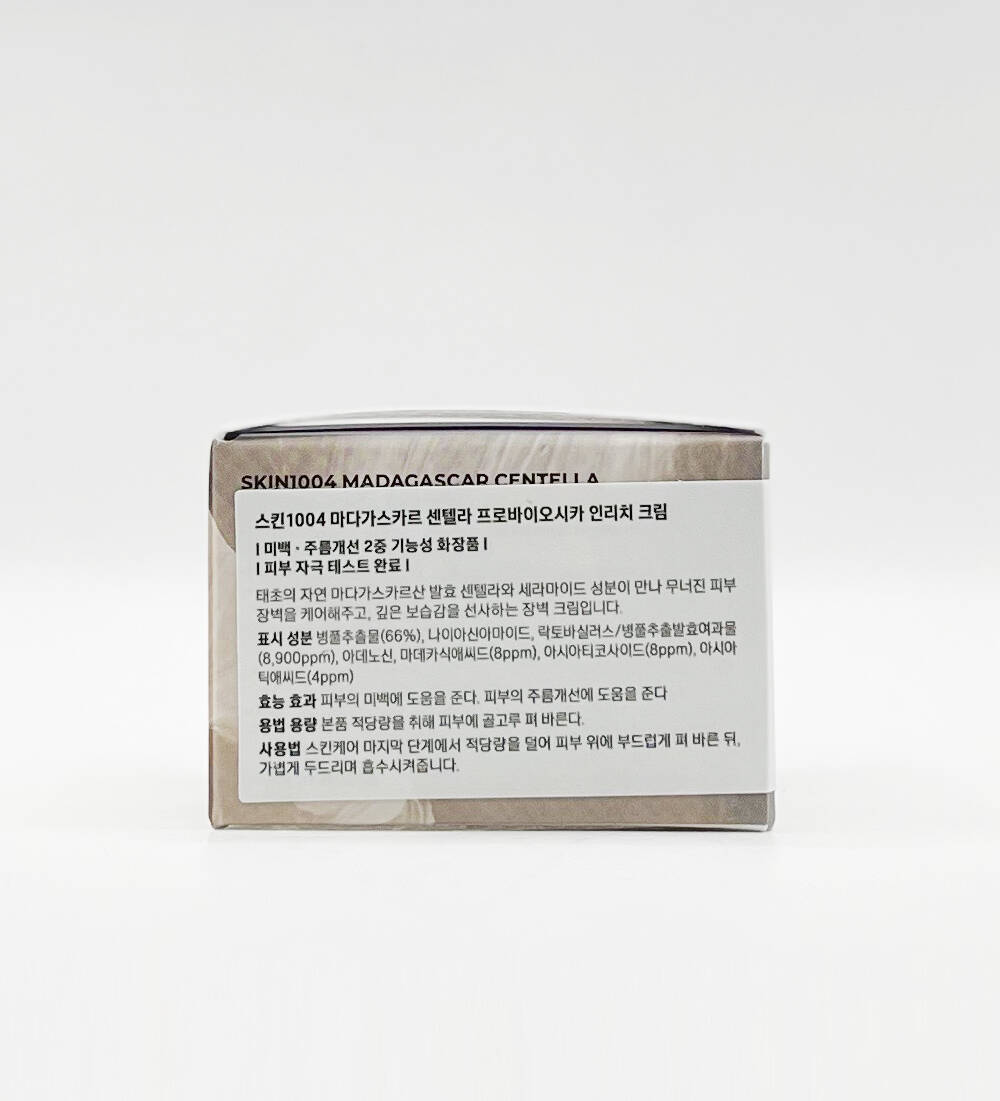 SKIN1004 MADAGASCAR CENTELLA
스킨1004 마다가스카르 센텔라 프로바이오시카 인리치 크림
| 미백 · 주름개선 2중 기능성 화장품 |
| 피부 자극 테스트 완료 |
태초의 자연 마다가스카르산 발효 센텔라와 세라마이드 성분이 만나 무너진 피부
장벽을 케어해주고, 깊은 보습감을 선사하는 장벽 크림입니다.
표시 성분 병풀추출물(66%), 나이아신아마이드, 락토바실러스/병풀추출발효여과물
(8,900ppm), 아데노신, 마데카식애씨드(8ppm), 아시아티코사이드(8ppm), 아시아
틱애씨드(4ppm)
효능 효과 피부의 미백에 도움을 준다. 피부의 주름개선에 도움을 준다
용법 용량 본품 적당량을 취해 피부에 골고루 펴 바른다.
사용법 스킨케어 마지막 단계에서 적당량을 덜어 피부 위에 부드럽게 펴 바른 뒤,
가볍게 두드리며 흡수시켜줍니다.